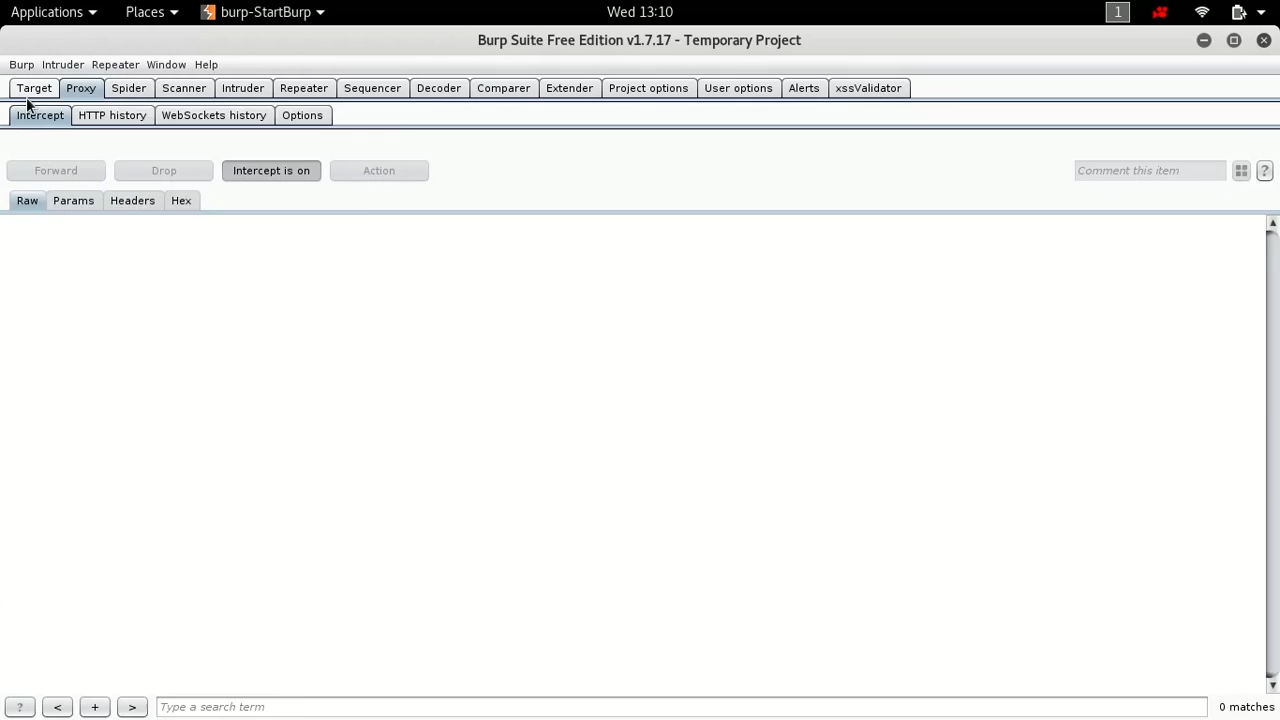 Applications Places burp-StartBurp Wed 13:10 1
Burp Suite Free Edition v1.7.17 - Temporary Project
Burp Intruder Repeater Window Help
Target Proxy Spider Scanner Intruder Repeater Sequencer Decoder Comparer Extender Project options User options Alerts xssValidator
Intercept HTTP history WebSockets history Options
Forward Drop Intercept is on Action Comment this item ?
Raw Params Headers Hex
? < + > Type a search term 0 matches